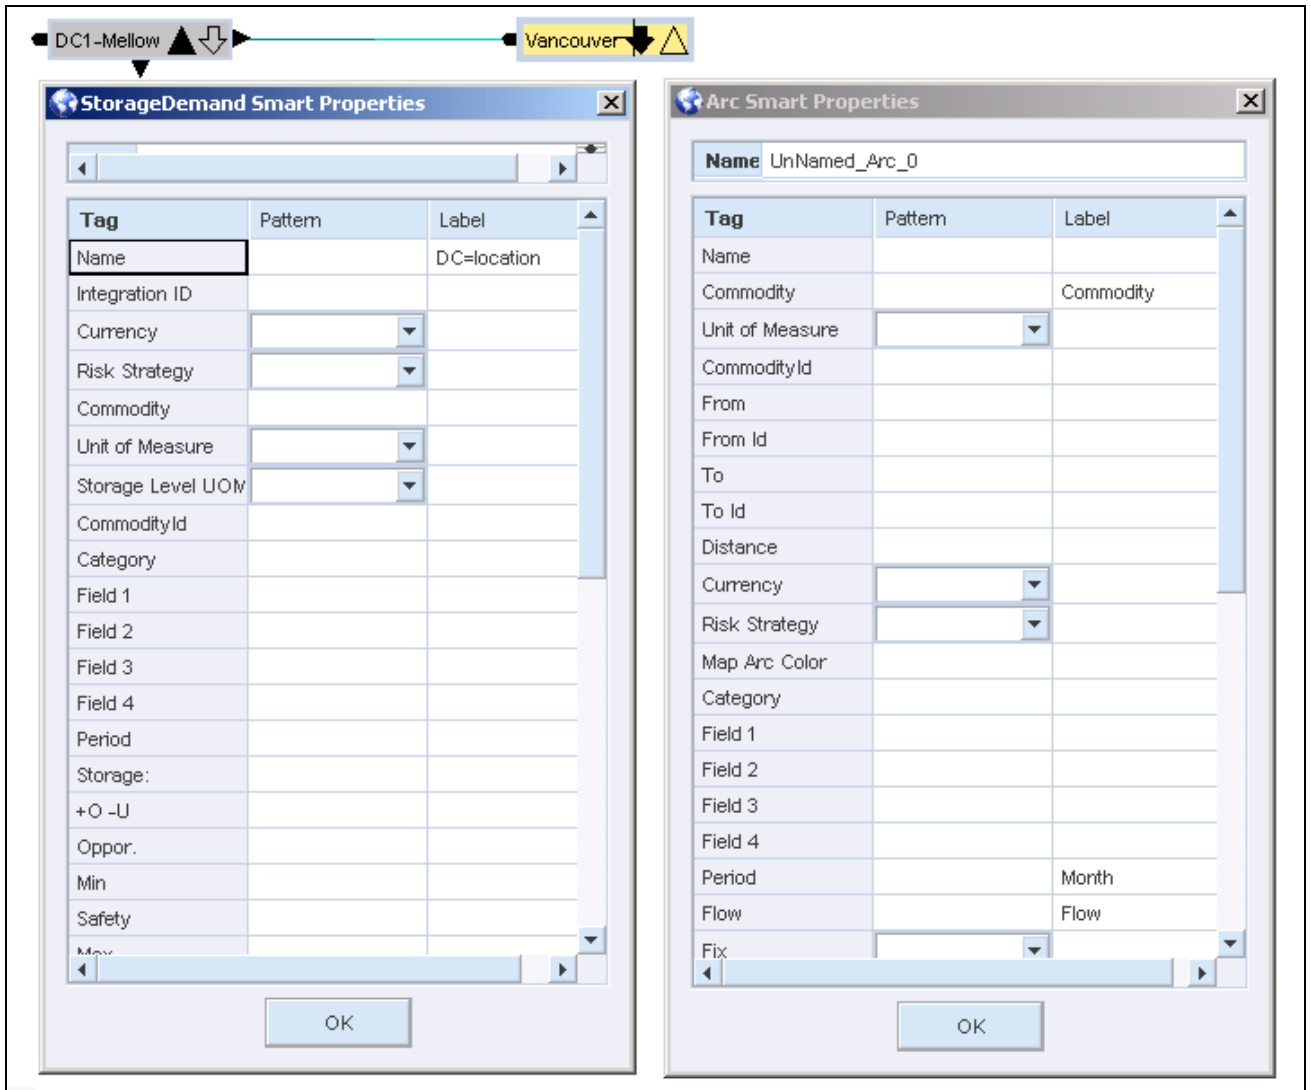 DC1-Mellow
Vancouver
StorageDemand Smart Properties
Tag Pattern Label
Name DC=location
Integration ID
Currency
Risk Strategy
Commodity
Unit of Measure
Storage Level UOM
CommodityId
Category
Field 1
Field 2
Field 3
Field 4
Period
Storage:
+O -U
Oppor.
Min
Safety
Max
OK
Arc Smart Properties
Name UnNamed_Arc_0
Tag Pattern Label
Name
Commodity Commodity
Unit of Measure
CommodityId
From
From Id
To
To Id
Distance
Currency
Risk Strategy
Map Arc Color
Category
Field 1
Field 2
Field 3
Field 4
Period Month
Flow Flow
Fix
OK